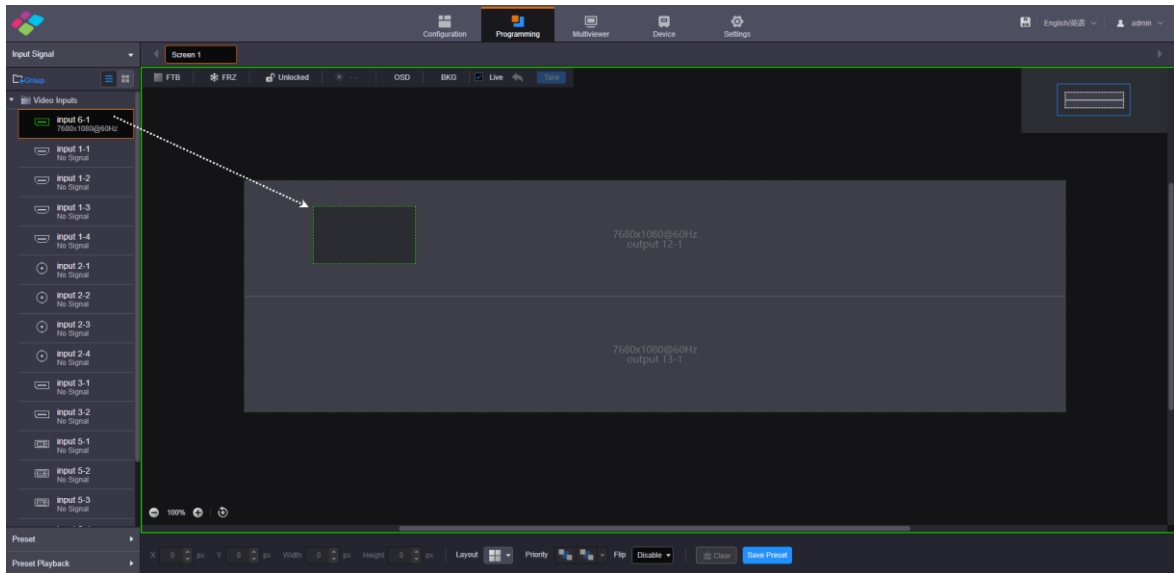 Configuration
Programming
Multiviewer
Device
Settings
English/英语
admin
Input Signal
Screen 1
Group
FTB
FRZ
Unlocked
OSD
BKG
Live
Take
Video Inputs
input 6-1
7680x1080@60Hz
input 1-1
No Signal
input 1-2
No Signal
input 1-3
No Signal
input 1-4
No Signal
input 2-1
No Signal
input 2-2
No Signal
input 2-3
No Signal
input 2-4
No Signal
input 3-1
No Signal
input 3-2
No Signal
input 5-1
No Signal
input 5-2
No Signal
input 5-3
No Signal
7680x1080@60Hz
output 12-1
7680x1080@60Hz
output 13-1
100%
Preset
Preset Playback
X 0 px Y 0 px Width 0 px Height 0 px Layout Priority Flip Disable Clear Save Preset